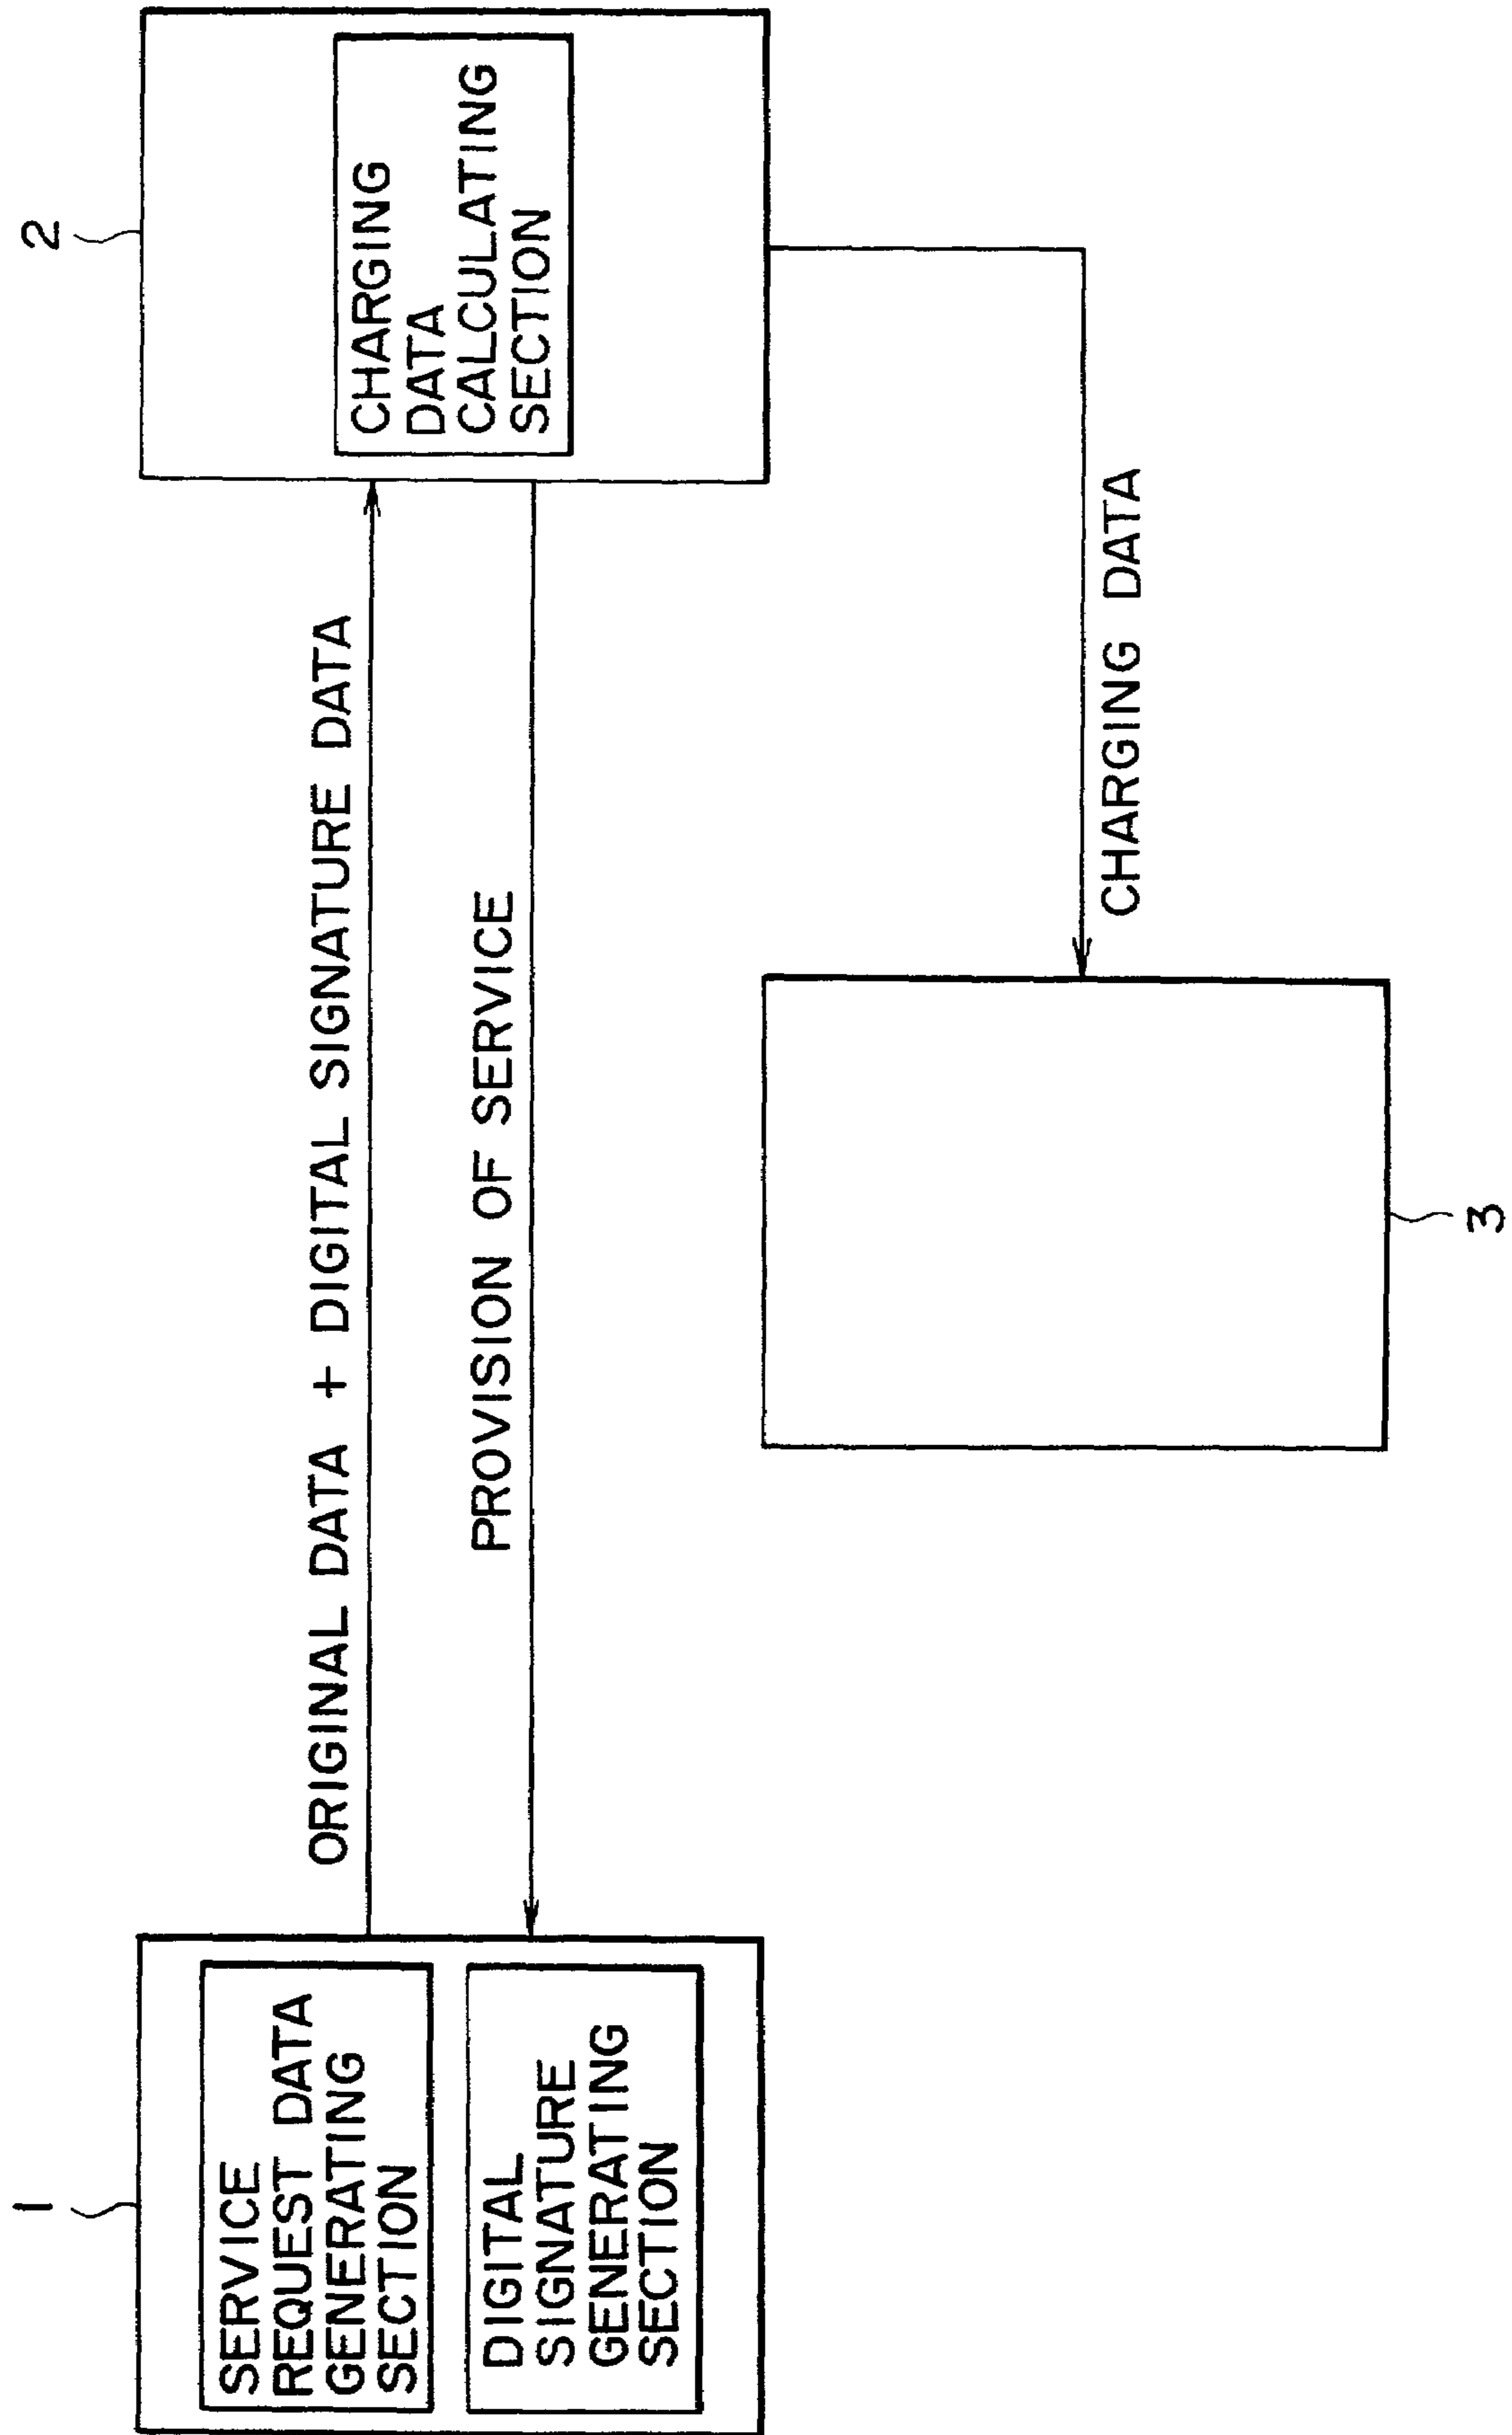 1
SERVICE
REQUEST DATA
GENERATING
SECTION
DIGITAL
SIGNATURE
GENERATING
SECTION
ORIGINAL DATA + DIGITAL SIGNATURE DATA
PROVISION OF SERVICE
2
CHARGING
DATA
CALCULATING
SECTION
CHARGING DATA
3